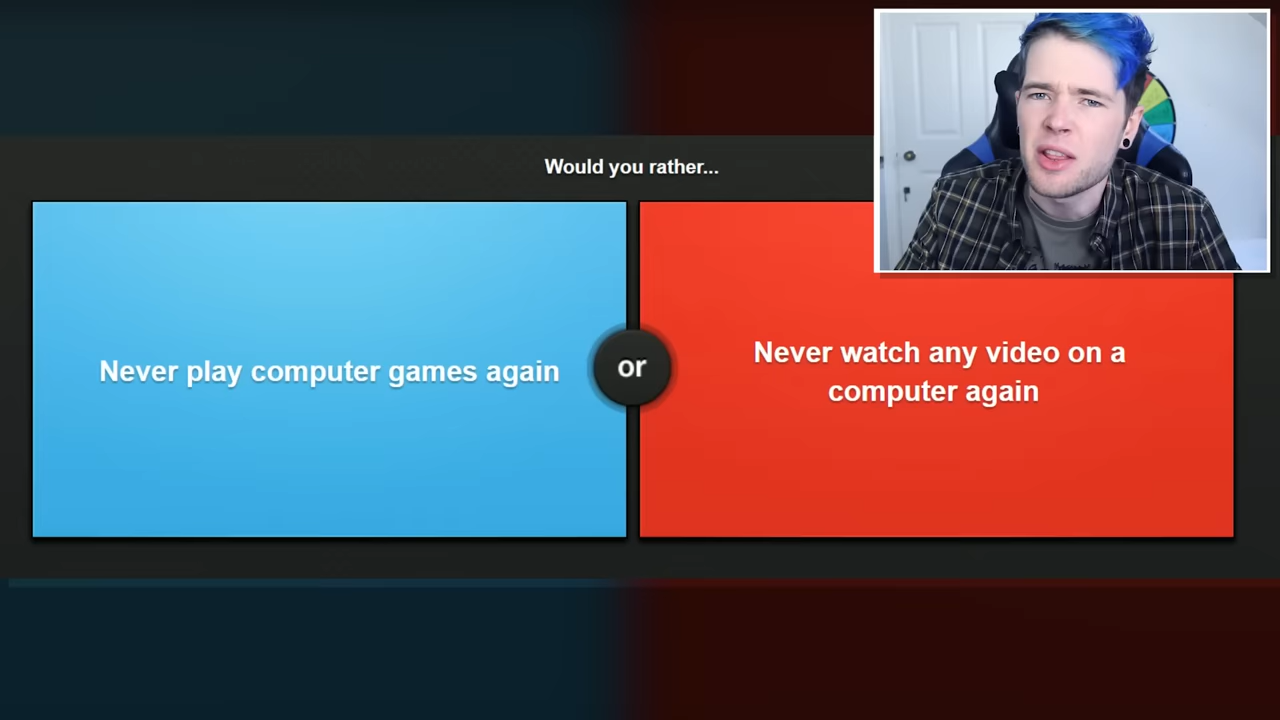 Would you rather...
Never play computer games again
or
Never watch any video on a
computer again